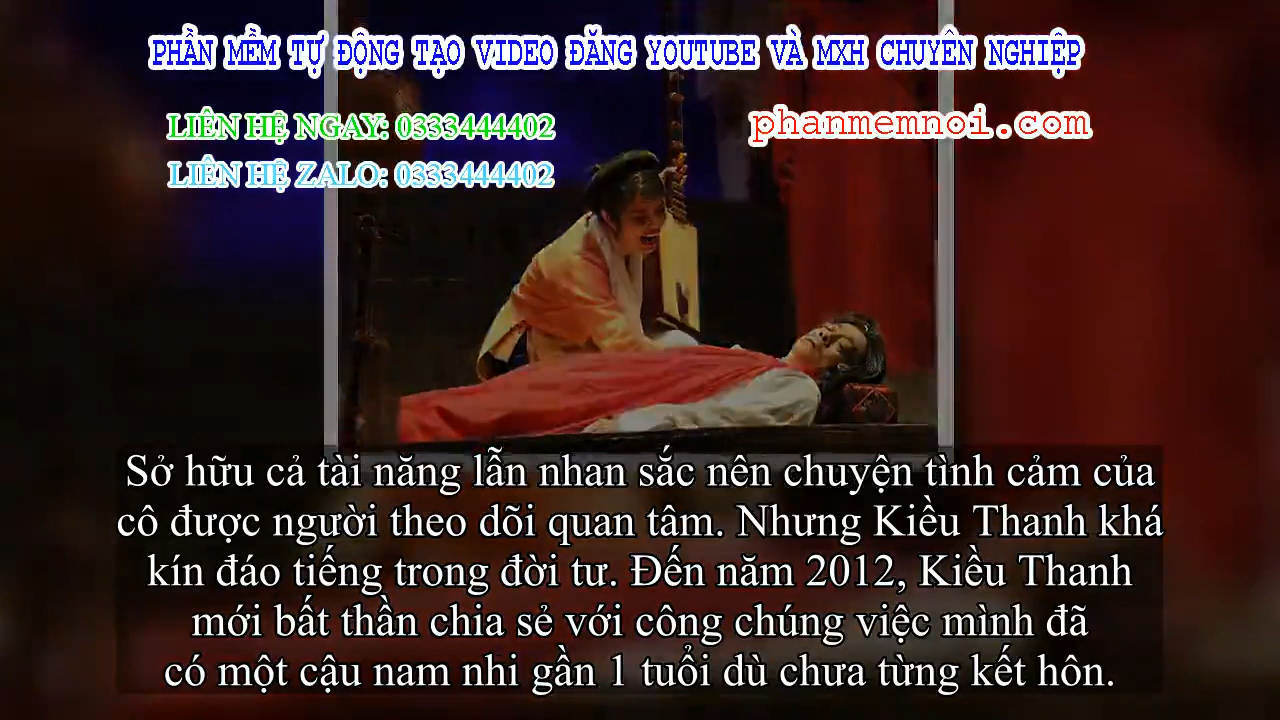 PHẦN MỀM TỰ ĐỘNG TẠO VIDEO ĐĂNG YOUTUBE VÀ MXH CHUYÊN NGHIỆP
LIÊN HỆ NGAY: 0333444402
phanmemnoi.com
LIÊN HỆ ZALO: 0333444402
Sở hữu cả tài năng lẫn nhan sắc nên chuyện tình cảm của
cô được người theo dõi quan tâm. Nhưng Kiều Thanh khá
kín đáo tiếng trong đời tư. Đến năm 2012, Kiều Thanh
mới bất thần chia sẻ với công chúng việc mình đã
có một cậu nam nhi gần 1 tuổi dù chưa từng kết hôn.